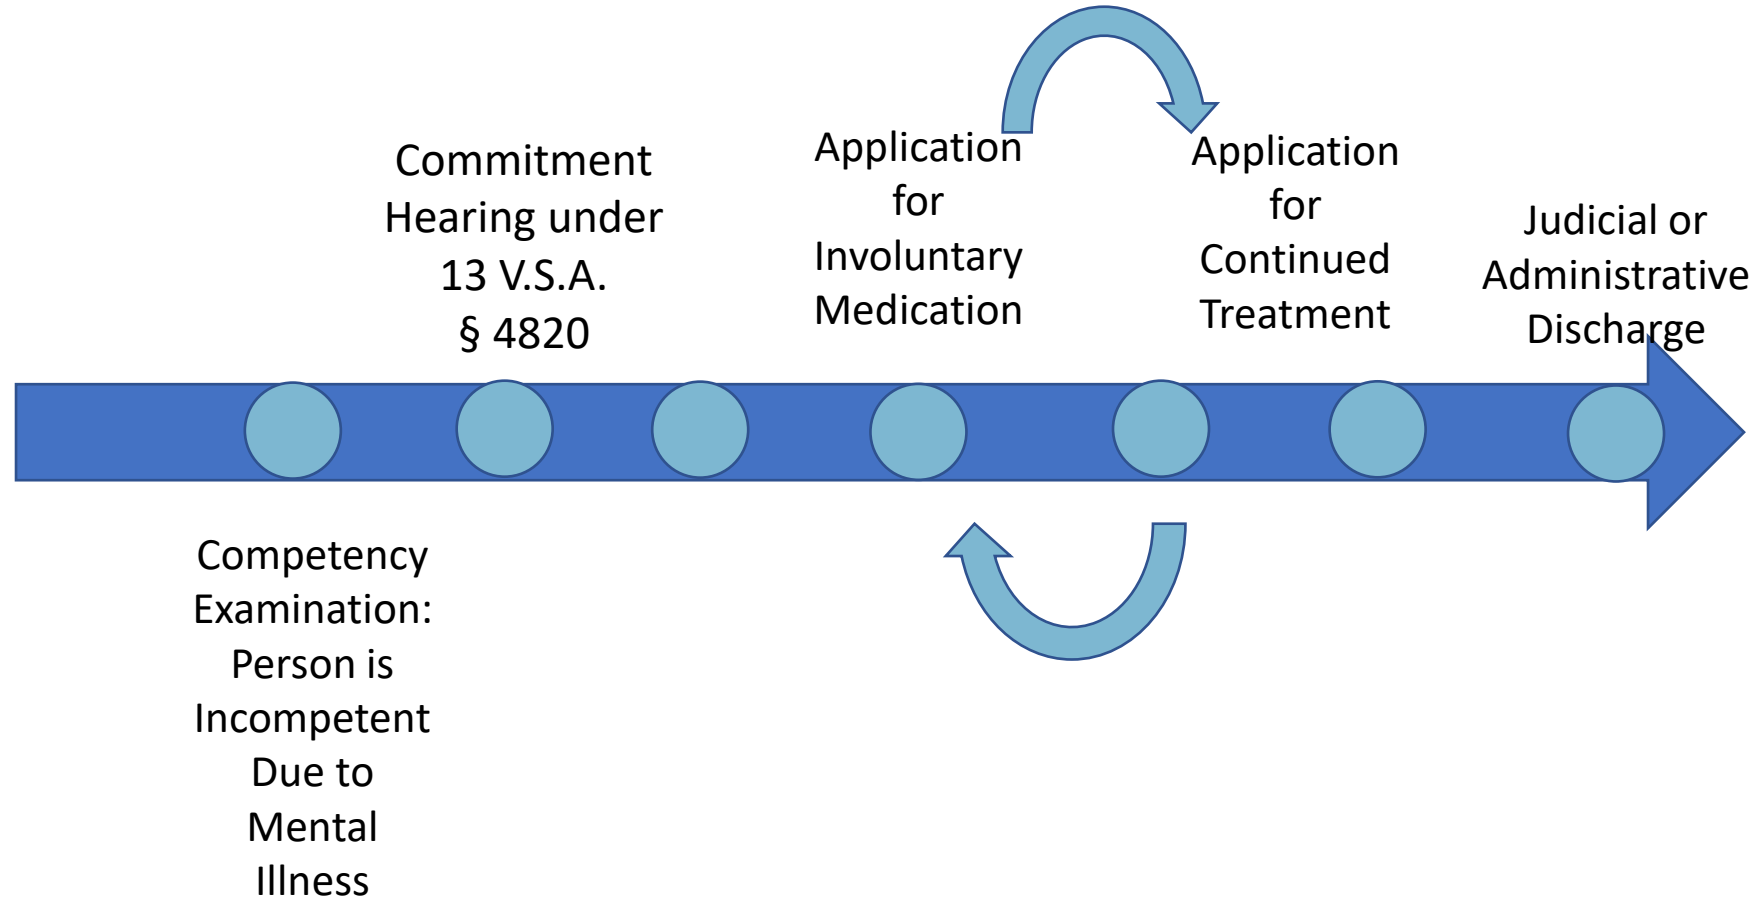 Commitment
Hearing under
13 V.S.A.
§ 4820
Application
for
Involuntary
Medication
Application
for
Continued
Treatment
Judicial or
Administrative
Discharge
Competency
Examination:
Person is
Incompetent
Due to
Mental
Illness